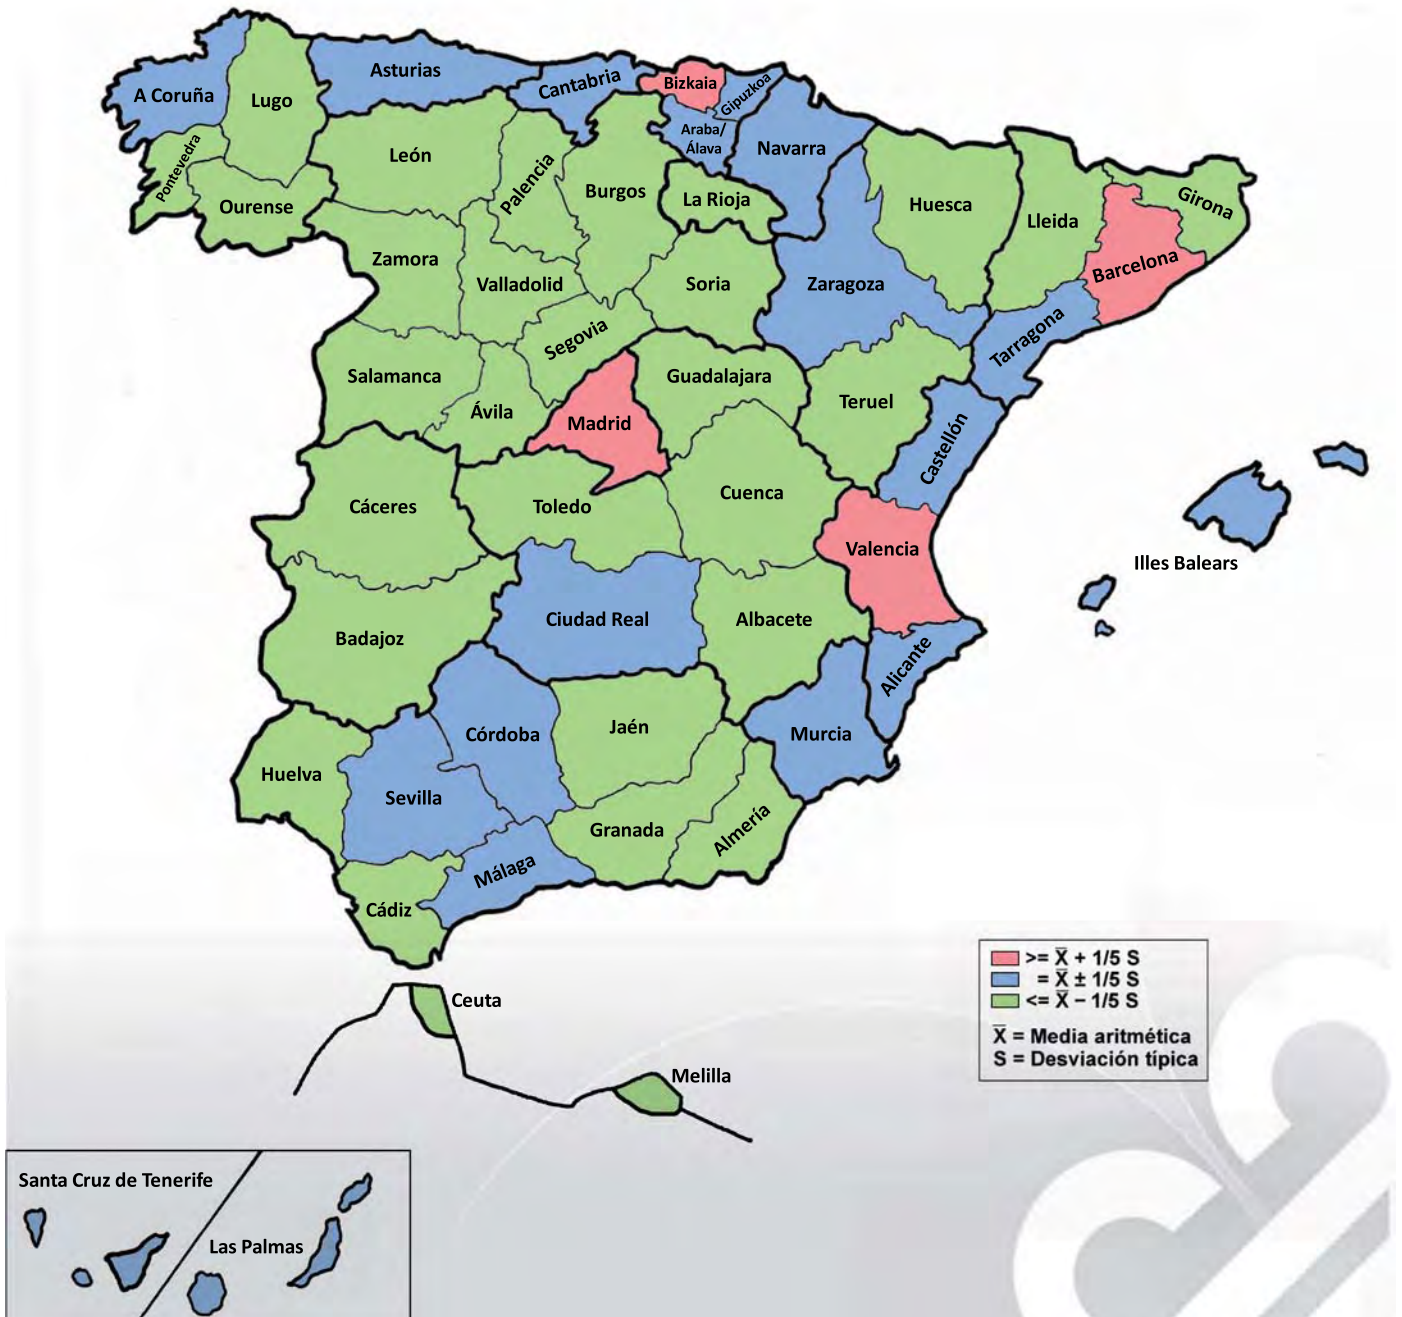 A Coruña
Lugo
Asturias
Cantabria
Bizkaia
Gipuzkoa
Araba/
Álava
Navarra
Pontevedra
Ourense
León
Palencia
Burgos
La Rioja
Huesca
Lleida
Girona
Barcelona
Zamora
Valladolid
Soria
Zaragoza
Tarragona
Segovia
Salamanca
Ávila
Madrid
Guadalajara
Teruel
Castellón
Cáceres
Toledo
Cuenca
Valencia
Illes Balears
Badajoz
Ciudad Real
Albacete
Alicante
Huelva
Sevilla
Córdoba
Jaén
Murcia
Granada
Almería
Málaga
Cádiz
Ceuta
Melilla
>= X̅ + 1/5 S
= X̅ ± 1/5 S
<= X̅ − 1/5 S
X̅ = Media aritmética
S = Desviación típica
Santa Cruz de Tenerife
Las Palmas